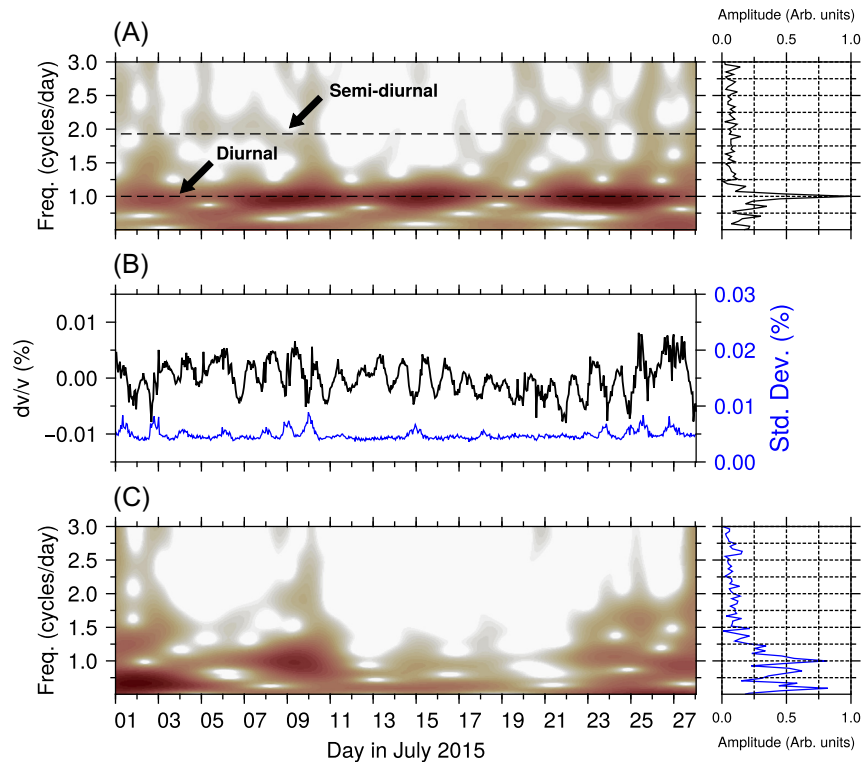 (A)
Amplitude (Arb. units)
0.0 0.5 1.0
Freq. (cycles/day)
3.0
2.5
2.0
1.5
1.0
Semi-diurnal
Diurnal
(B)
dv/v (%)
0.01
0.00
−0.01
0.03
0.02
0.01
0.00
Std. Dev. (%)
(C)
Freq. (cycles/day)
3.0
2.5
2.0
1.5
1.0
01 03 05 07 09 11 13 15 17 19 21 23 25 27
Day in July 2015
0.0 0.5 1.0
Amplitude (Arb. units)